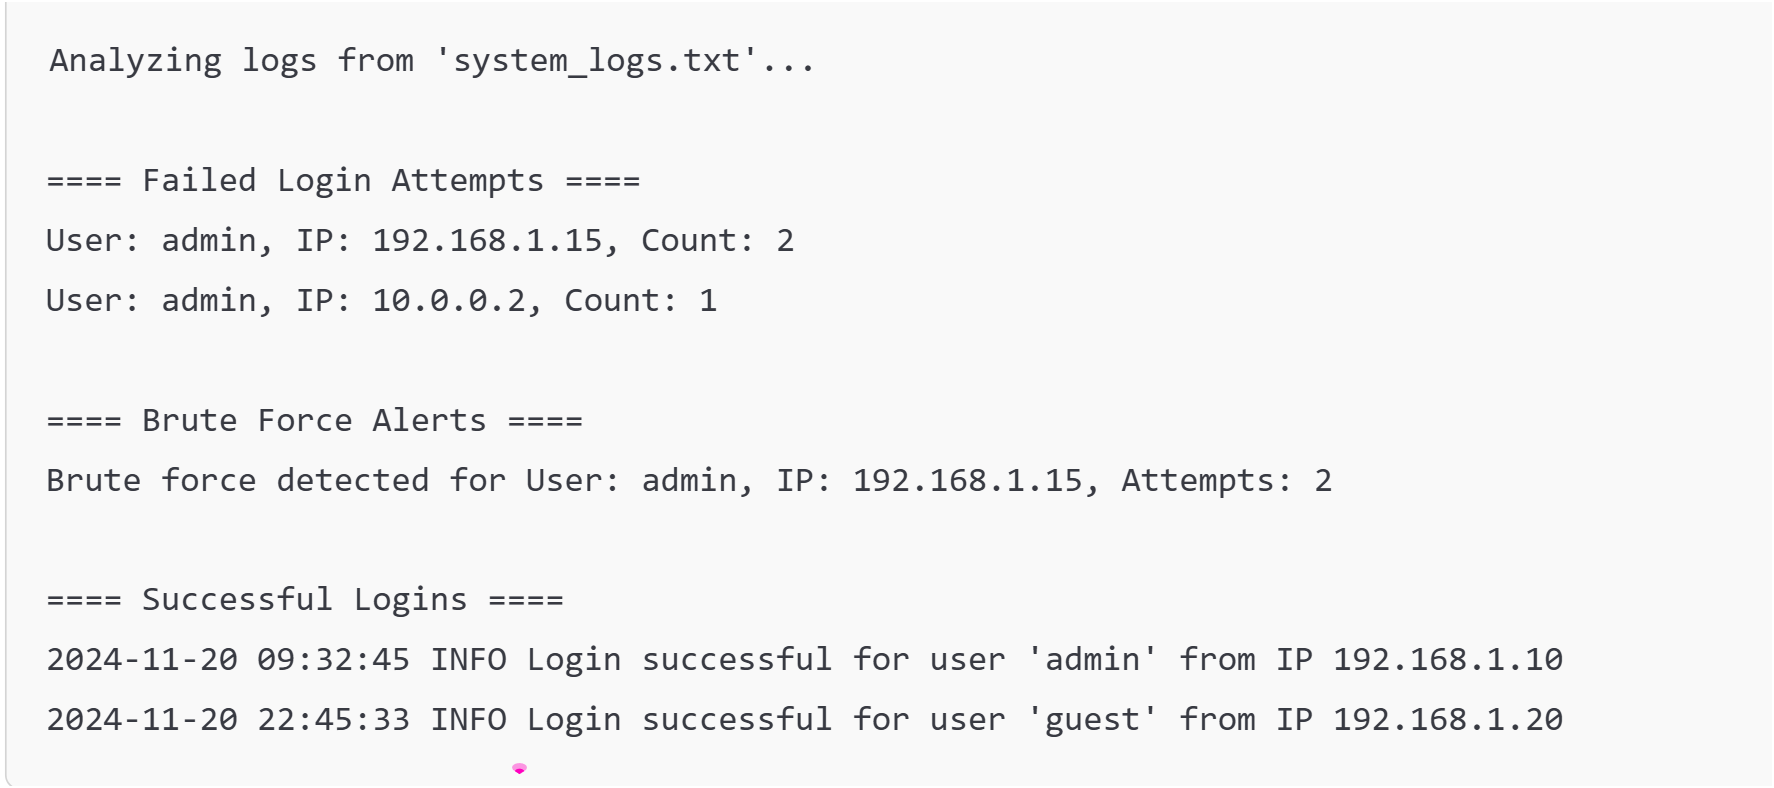 Analyzing logs from 'system_logs.txt'...
==== Failed Login Attempts ====
User: admin, IP: 192.168.1.15, Count: 2
User: admin, IP: 10.0.0.2, Count: 1
==== Brute Force Alerts ====
Brute force detected for User: admin, IP: 192.168.1.15, Attempts: 2
==== Successful Logins ====
2024-11-20 09:32:45 INFO Login successful for user 'admin' from IP 192.168.1.10
2024-11-20 22:45:33 INFO Login successful for user 'guest' from IP 192.168.1.20